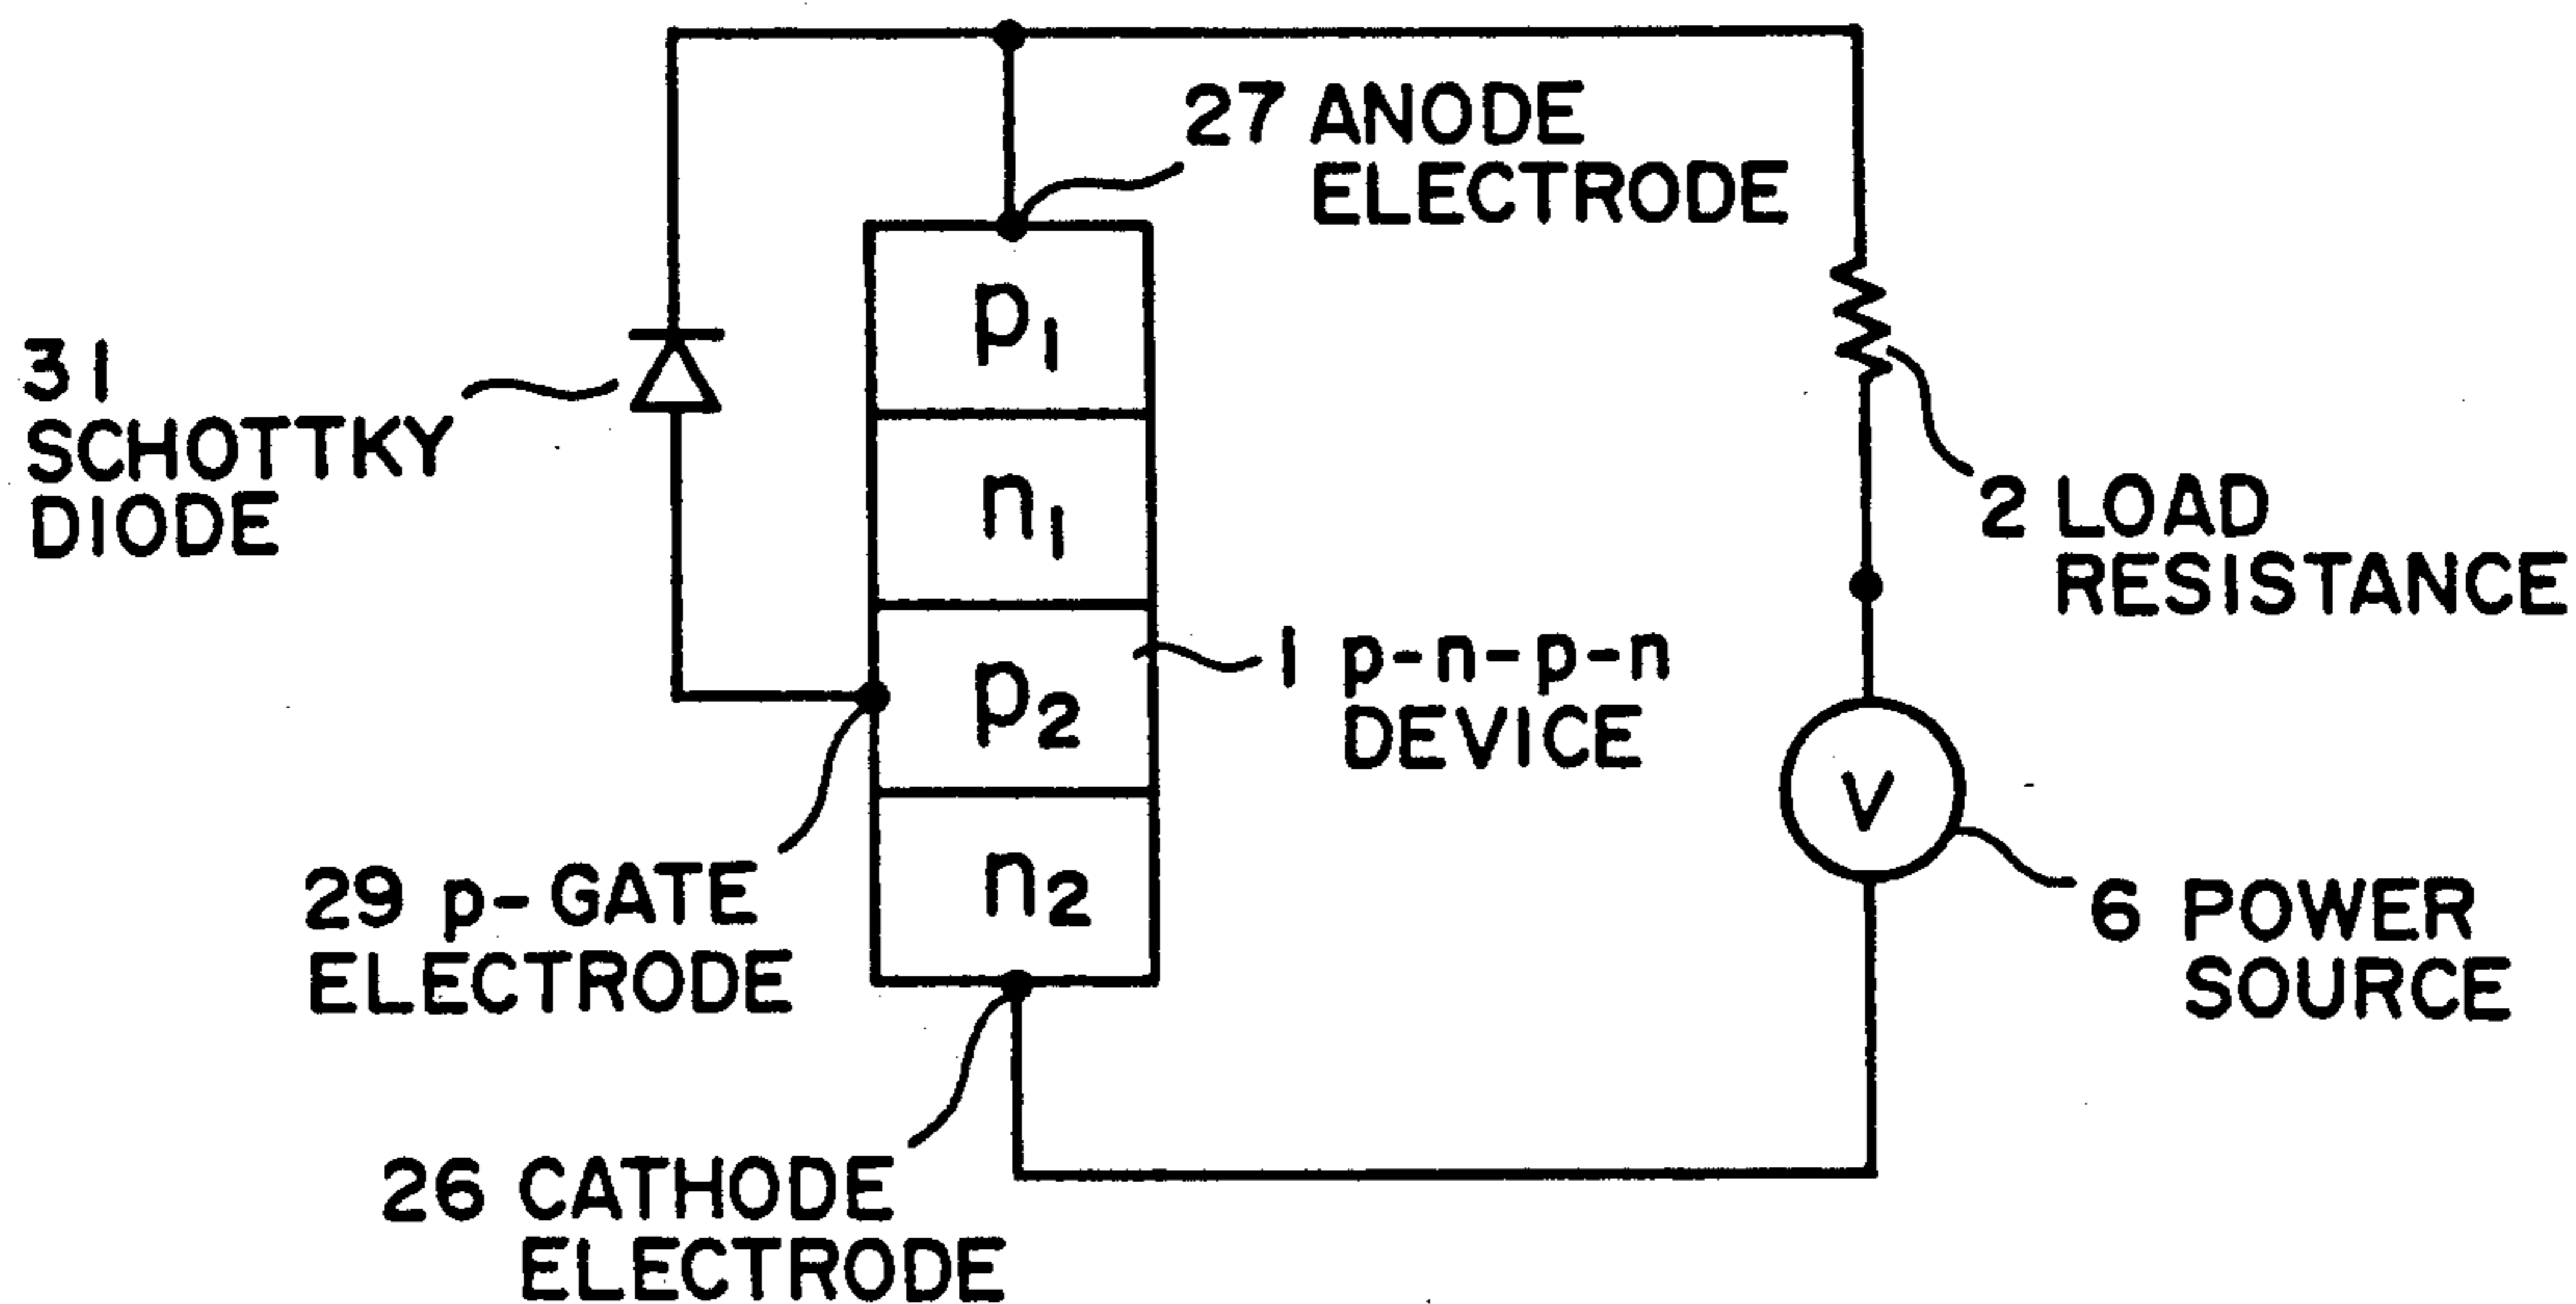 27 ANODE
ELECTRODE
p1
31
SCHOTTKY
DIODE
n1
2 LOAD
RESISTANCE
1 p-n-p-n
DEVICE
p2
V
29 p-GATE
ELECTRODE
n2
6 POWER
SOURCE
26 CATHODE
ELECTRODE